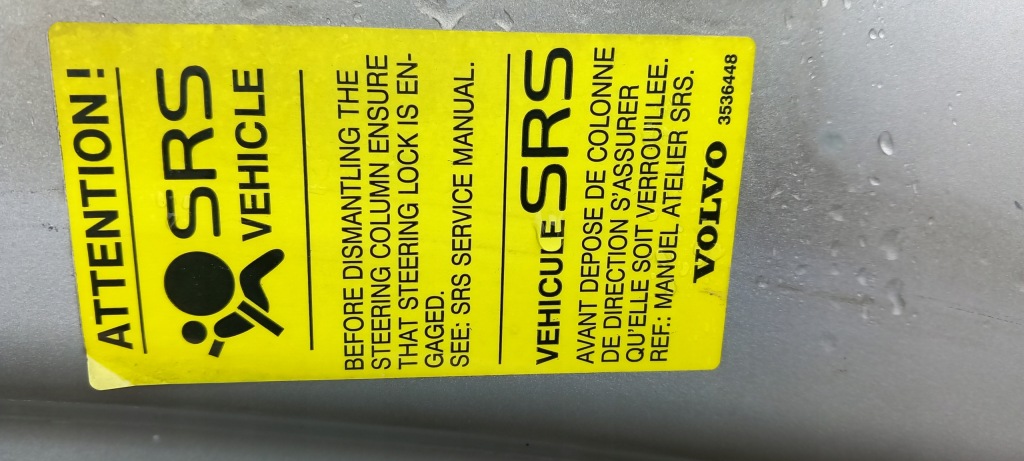 ATTENTION!
SRS
VEHICLE
BEFORE DISMANTLING THE
STEERING COLUMN ENSURE
THAT STEERING LOCK IS EN-
GAGED.
SEE: SRS SERVICE MANUAL.
VEHICULE SRS
AVANT DEPOSE DE COLONNE
DE DIRECTION S'ASSURER
QU'ELLE SOIT VERROUILLEE.
REF.: MANUEL ATELIER SRS.
VOLVO 3536448